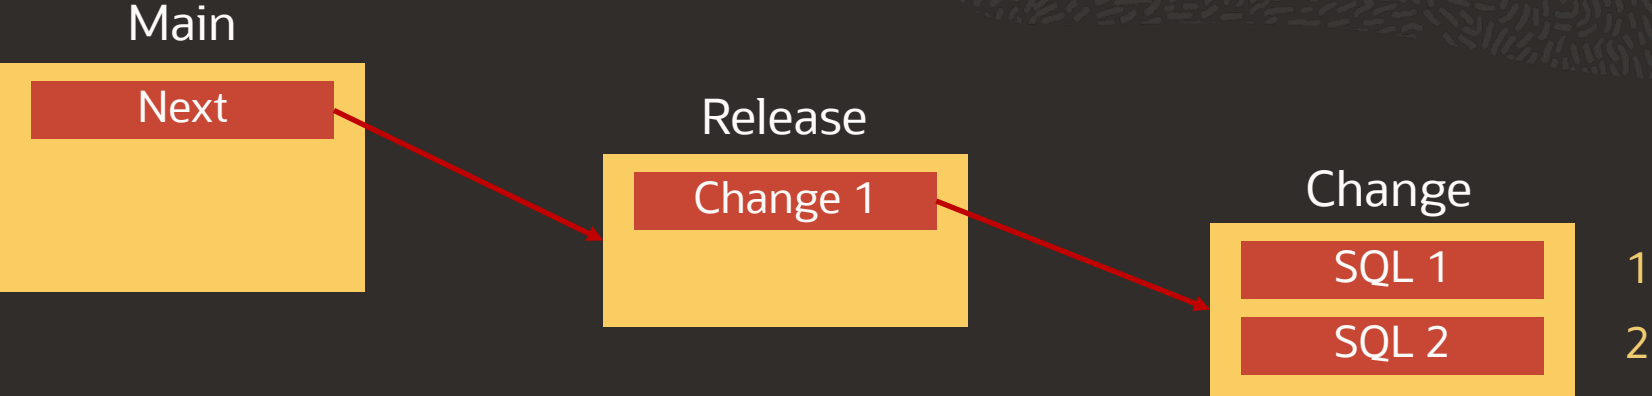 Main
Next
Release
Change 1
Change
SQL 1 1
SQL 2 2